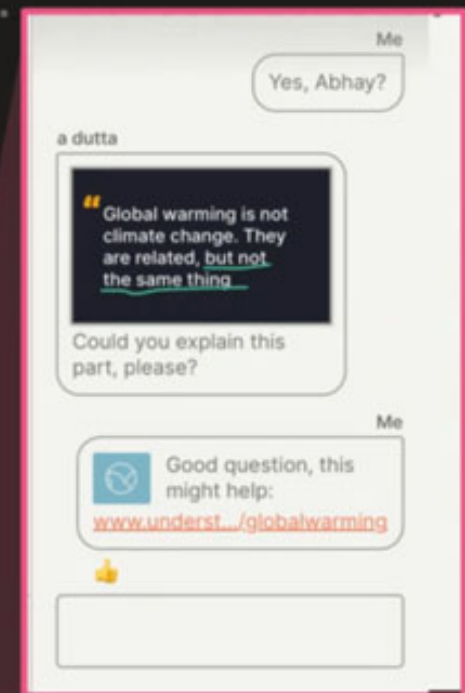 Me
Yes, Abhay?
a dutta
“
Global warming is not
climate change. They
are related, but not
the same thing
Could you explain this
part, please?
Me
Good question, this
might help:
www.underst.../globalwarming